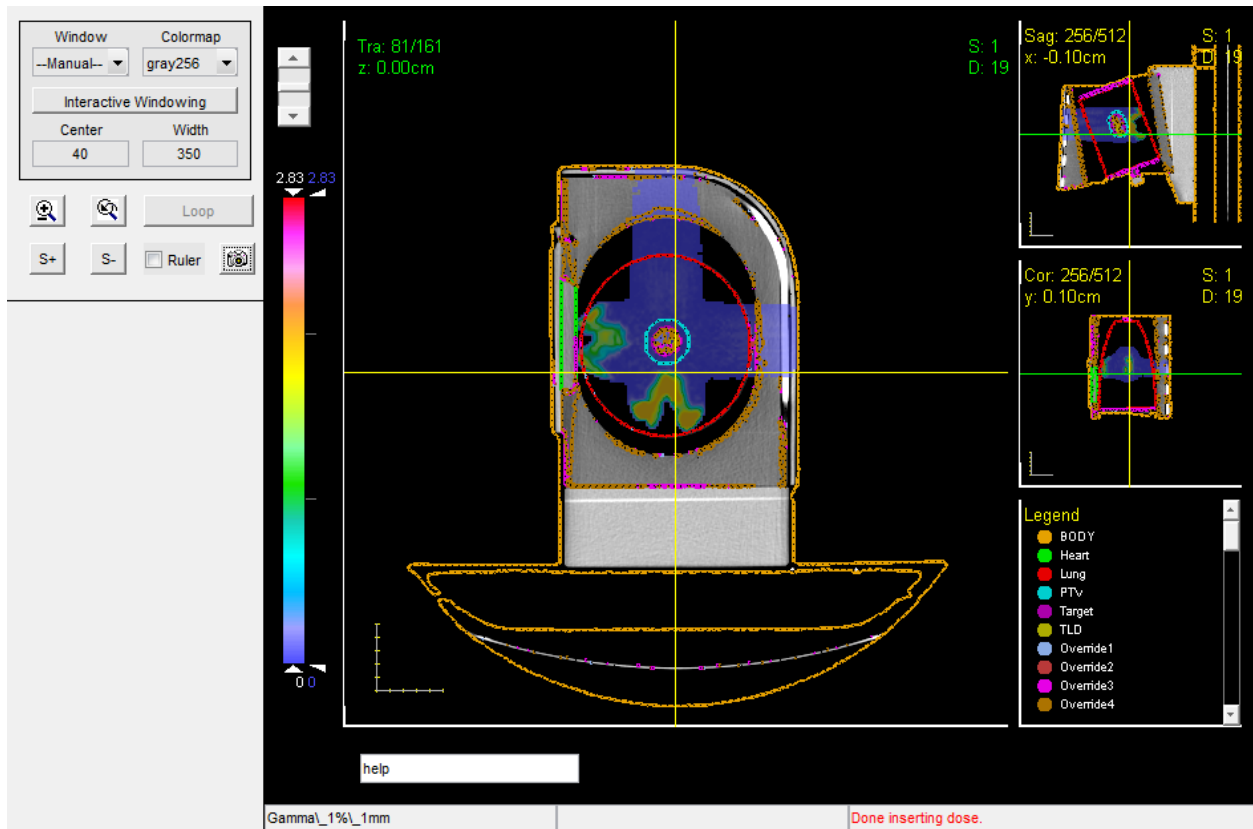 Window Colormap
--Manual-- gray256
Interactive Windowing
Center Width
40 350
Loop
S+ S- Ruler
2.83 2.83
0 0
Tra: 81/161 S: 1
z: 0.00cm D: 19
Sag: 256/512 S: 1
x: -0.10cm D: 19
Cor: 256/512 S: 1
y: 0.10cm D: 19
Legend
BODY
Heart
Lung
PTv
Target
TLD
Override1
Override2
Override3
Override4
help
Gamma\_1%\_1mm Done inserting dose.